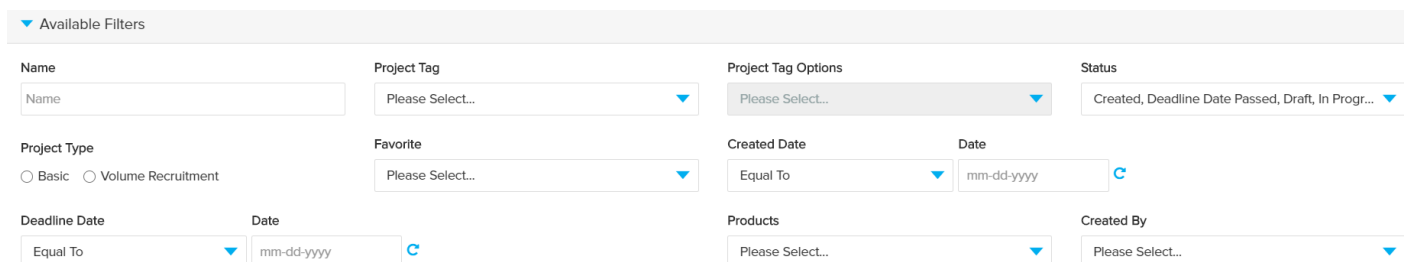 Available Filters
Name Project Tag Project Tag Options Status
Name Please Select... Please Select... Created, Deadline Date Passed, Draft, In Progr...
Project Type Favorite Created Date Date
Basic Volume Recruitment Please Select... Equal To mm-dd-yyyy
Deadline Date Date Products Created By
Equal To mm-dd-yyyy Please Select... Please Select...